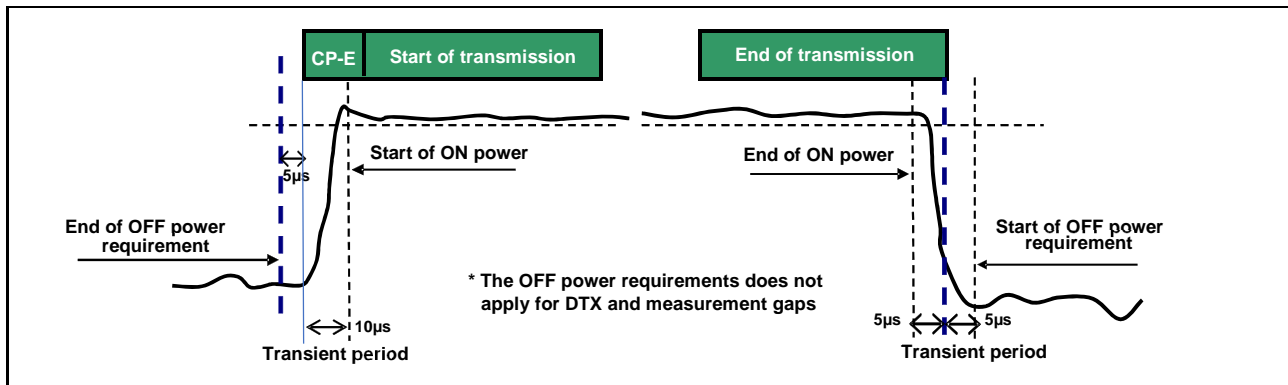 CP-E
Start of transmission
End of transmission
Start of ON power
End of ON power
5µs
End of OFF power
requirement
Start of OFF power
requirement
* The OFF power requirements does not
apply for DTX and measurement gaps
10µs
5µs
5µs
Transient period
Transient period